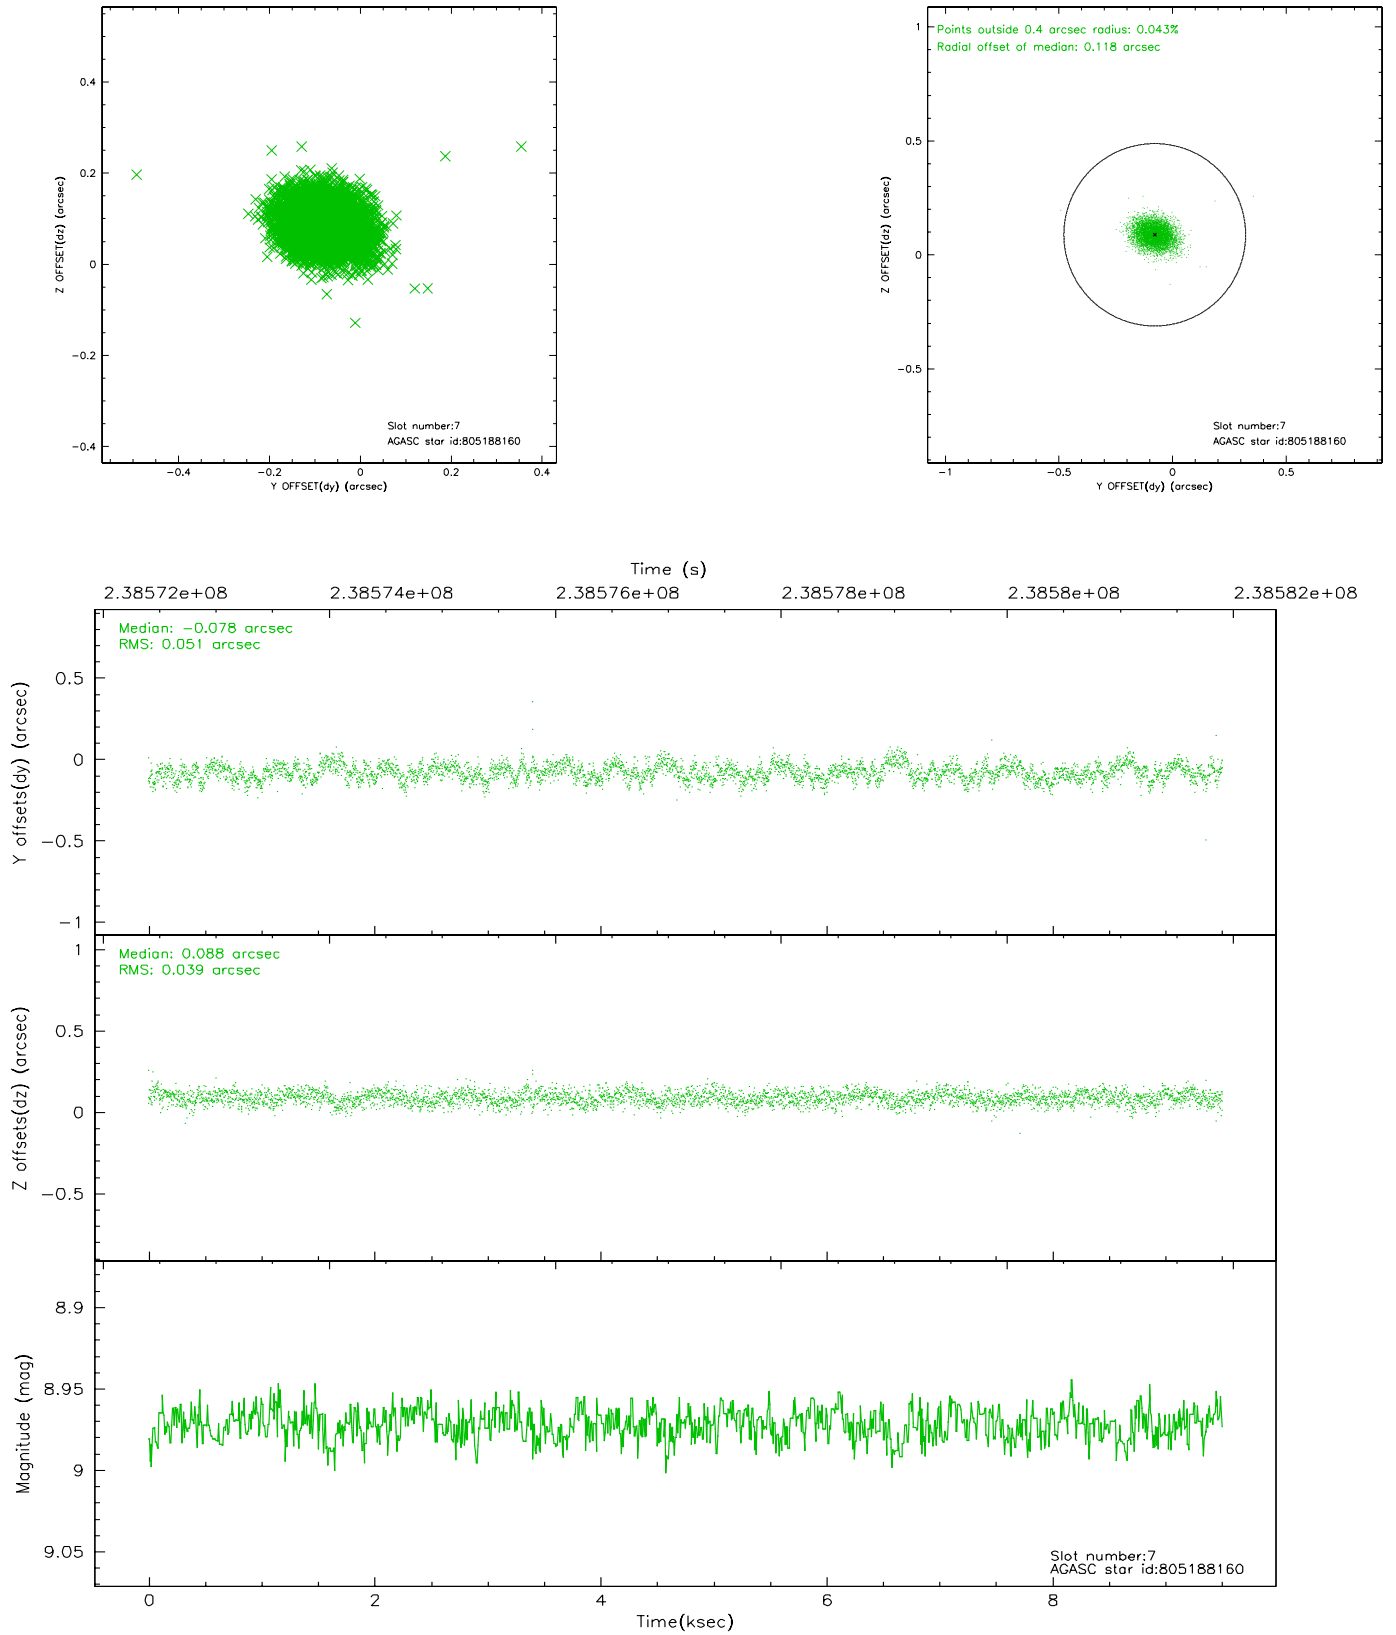 0.4
0.2
0
−0.2
−0.4
Z OFFSET(dz) (arcsec)
−0.4
−0.2
0
0.2
0.4
Y OFFSET(dy) (arcsec)
Slot number:7
AGASC star id:805188160
Points outside 0.4 arcsec radius: 0.043%
Radial offset of median: 0.118 arcsec
1
0.5
0
−0.5
Z OFFSET(dz) (arcsec)
−1
−0.5
0
0.5
Y OFFSET(dy) (arcsec)
Slot number:7
AGASC star id:805188160
Time (s)
2.38572e+08
2.38574e+08
2.38576e+08
2.38578e+08
2.3858e+08
2.38582e+08
Median: −0.078 arcsec
RMS: 0.051 arcsec
0.5
0
−0.5
−1
Y offsets(dy) (arcsec)
Median: 0.088 arcsec
RMS: 0.039 arcsec
1
0.5
0
−0.5
Z offsets(dz) (arcsec)
8.9
8.95
9
9.05
Magnitude (mag)
Slot number:7
AGASC star id:805188160
0
2
4
6
8
Time(ksec)